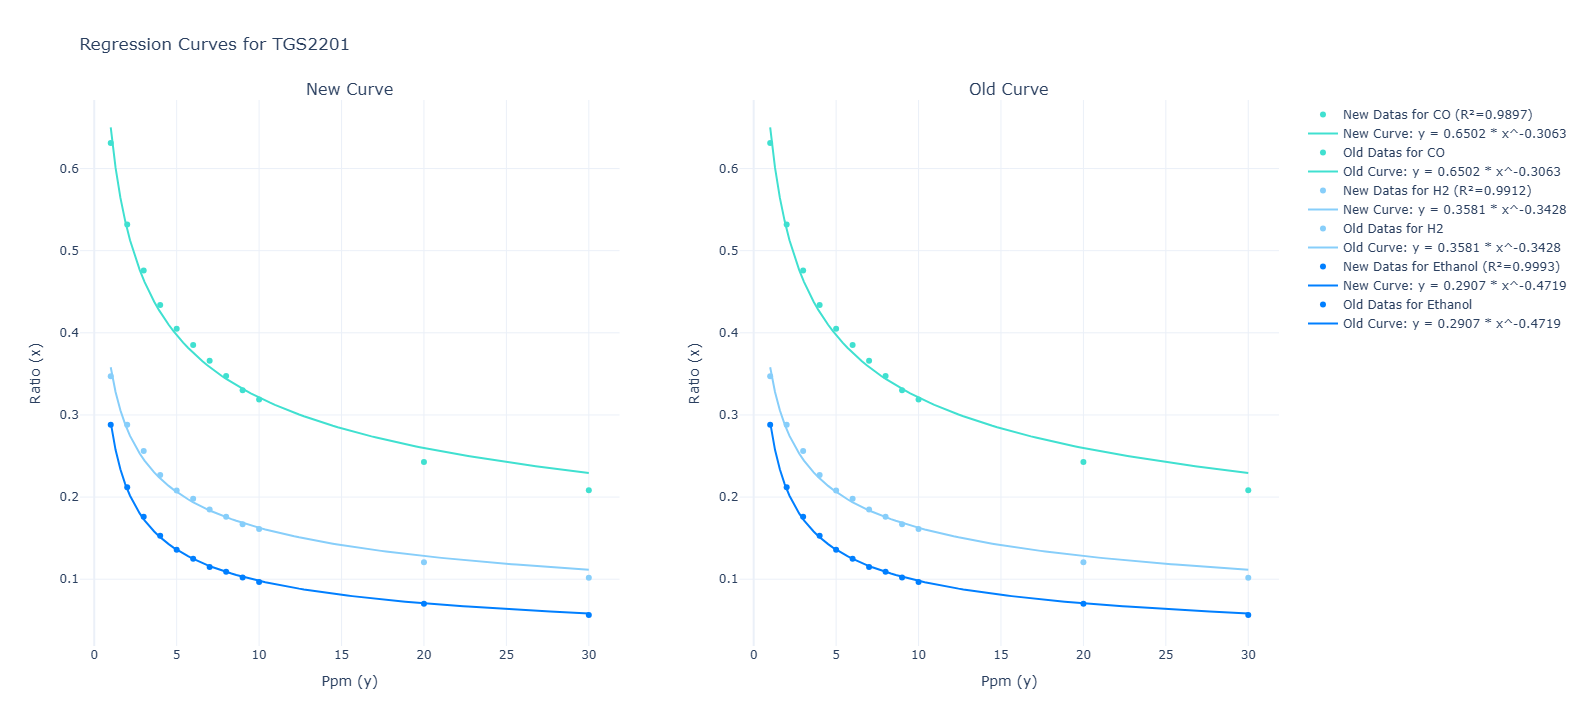 Regression Curves for TGS2201
New Curve
Ratio (x)
0.6
0.5
0.4
0.3
0.2
0.1
0
5
10
15
20
25
30
Ppm (y)
Old Curve
Ratio (x)
0.6
0.5
0.4
0.3
0.2
0.1
0
5
10
15
20
25
30
Ppm (y)
New Datas for CO (R²=0.9897)
New Curve: y = 0.6502 * x^-0.3063
Old Datas for CO
Old Curve: y = 0.6502 * x^-0.3063
New Datas for H2 (R²=0.9912)
New Curve: y = 0.3581 * x^-0.3428
Old Datas for H2
Old Curve: y = 0.3581 * x^-0.3428
New Datas for Ethanol (R²=0.9993)
New Curve: y = 0.2907 * x^-0.4719
Old Datas for Ethanol
Old Curve: y = 0.2907 * x^-0.4719